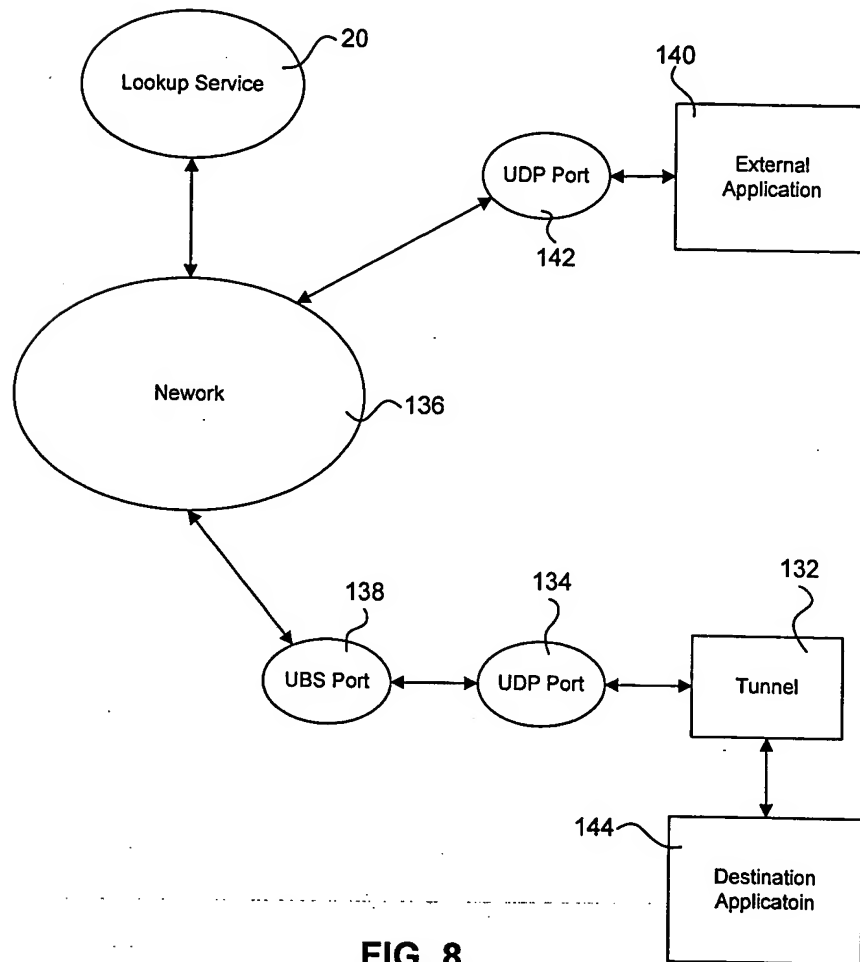 20
Lookup Service
140
External
Application
UDP Port
142
Nework
136
138
134
132
UBS Port
UDP Port
Tunnel
144
Destination
Applicatoin
FIG. 8